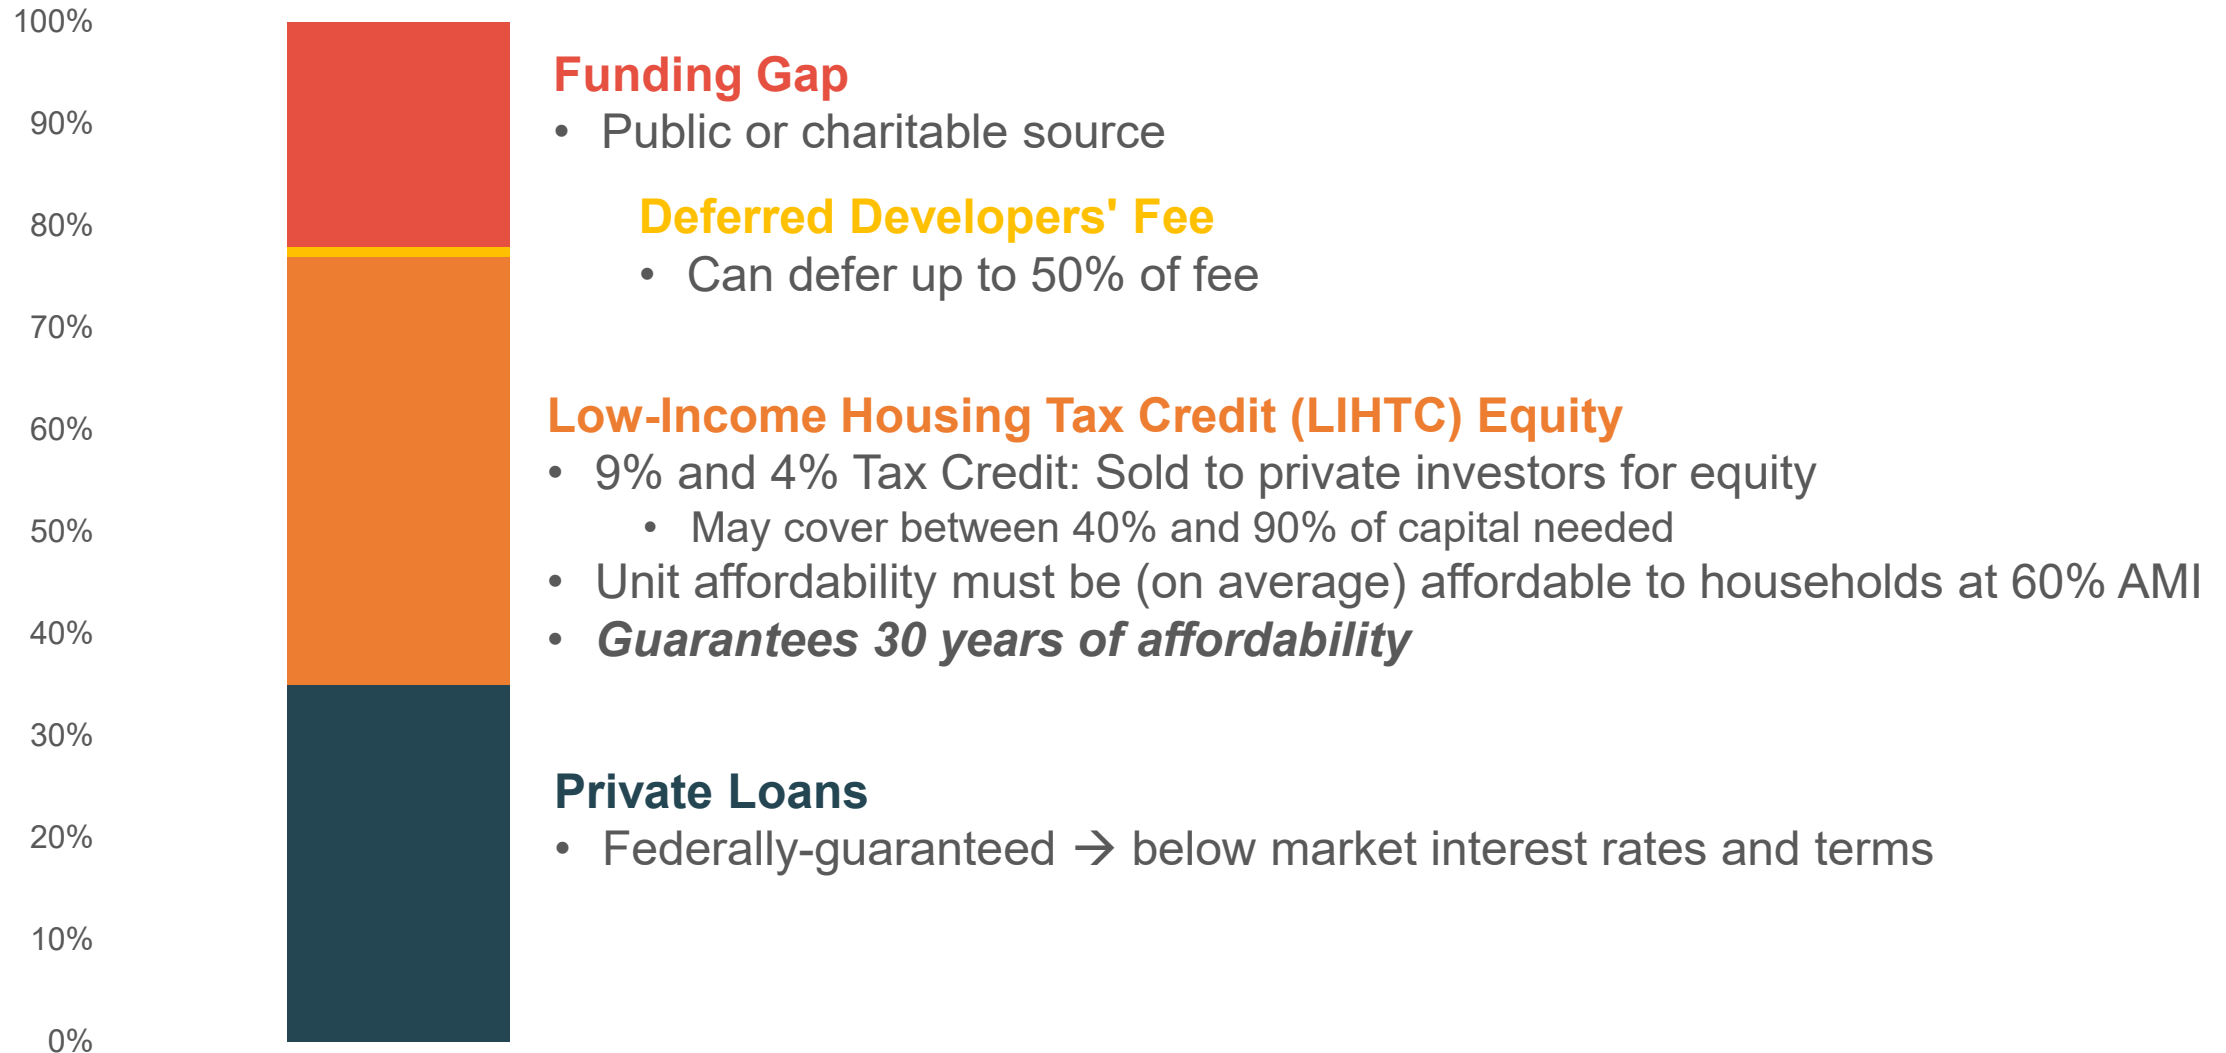 100%
90%
80%
70%
60%
50%
40%
30%
20%
10%
0%
Funding Gap
• Public or charitable source
Deferred Developers' Fee
• Can defer up to 50% of fee
Low-Income Housing Tax Credit (LIHTC) Equity
• 9% and 4% Tax Credit: Sold to private investors for equity
• May cover between 40% and 90% of capital needed
• Unit affordability must be (on average) affordable to households at 60% AMI
• Guarantees 30 years of affordability
Private Loans
• Federally-guaranteed → below market interest rates and terms